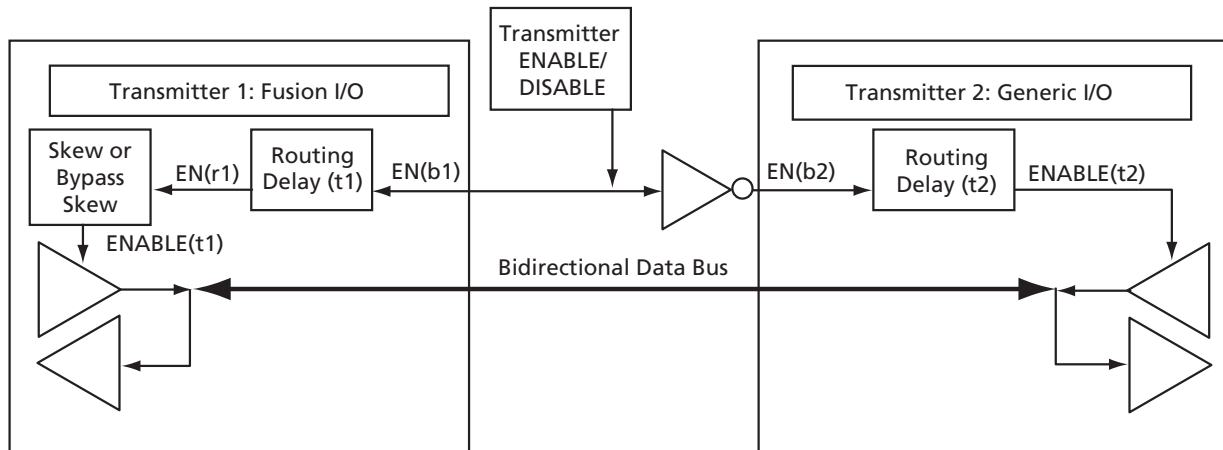 Transmitter
ENABLE/
DISABLE
Transmitter 1: Fusion I/O
Transmitter 2: Generic I/O
Skew or
Bypass
Skew
EN(r1)
Routing
Delay (t1)
EN(b1)
EN(b2)
Routing
Delay (t2)
ENABLE(t2)
ENABLE(t1)
Bidirectional Data Bus